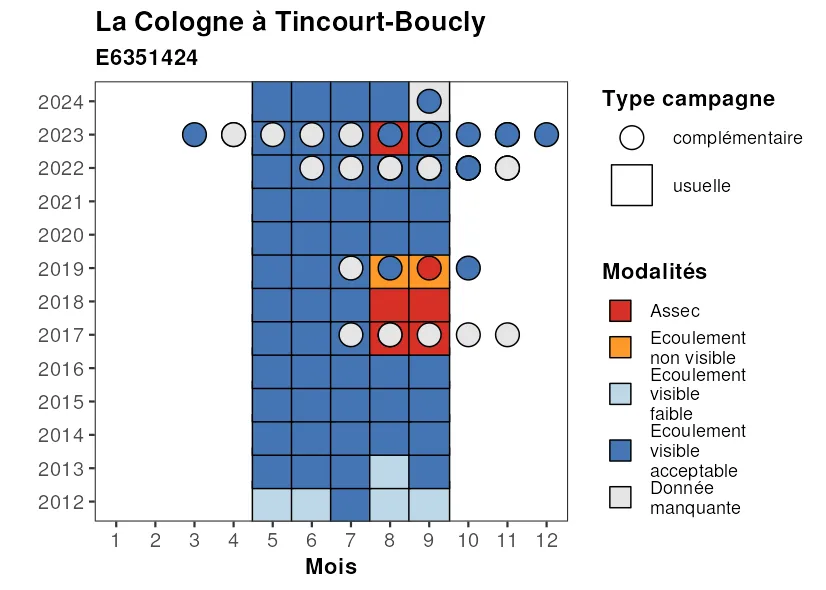 La Cologne à Tincourt-Boucly
E6351424
2024
2023
2022
2021
2020
2019
2018
2017
2016
2015
2014
2013
2012
1 2 3 4 5 6 7 8 9 10 11 12
Mois
Type campagne
complémentaire
usuelle
Modalités
Assec
Ecoulement
non visible
Ecoulement
visible
faible
Ecoulement
visible
acceptable
Donnée
manquante